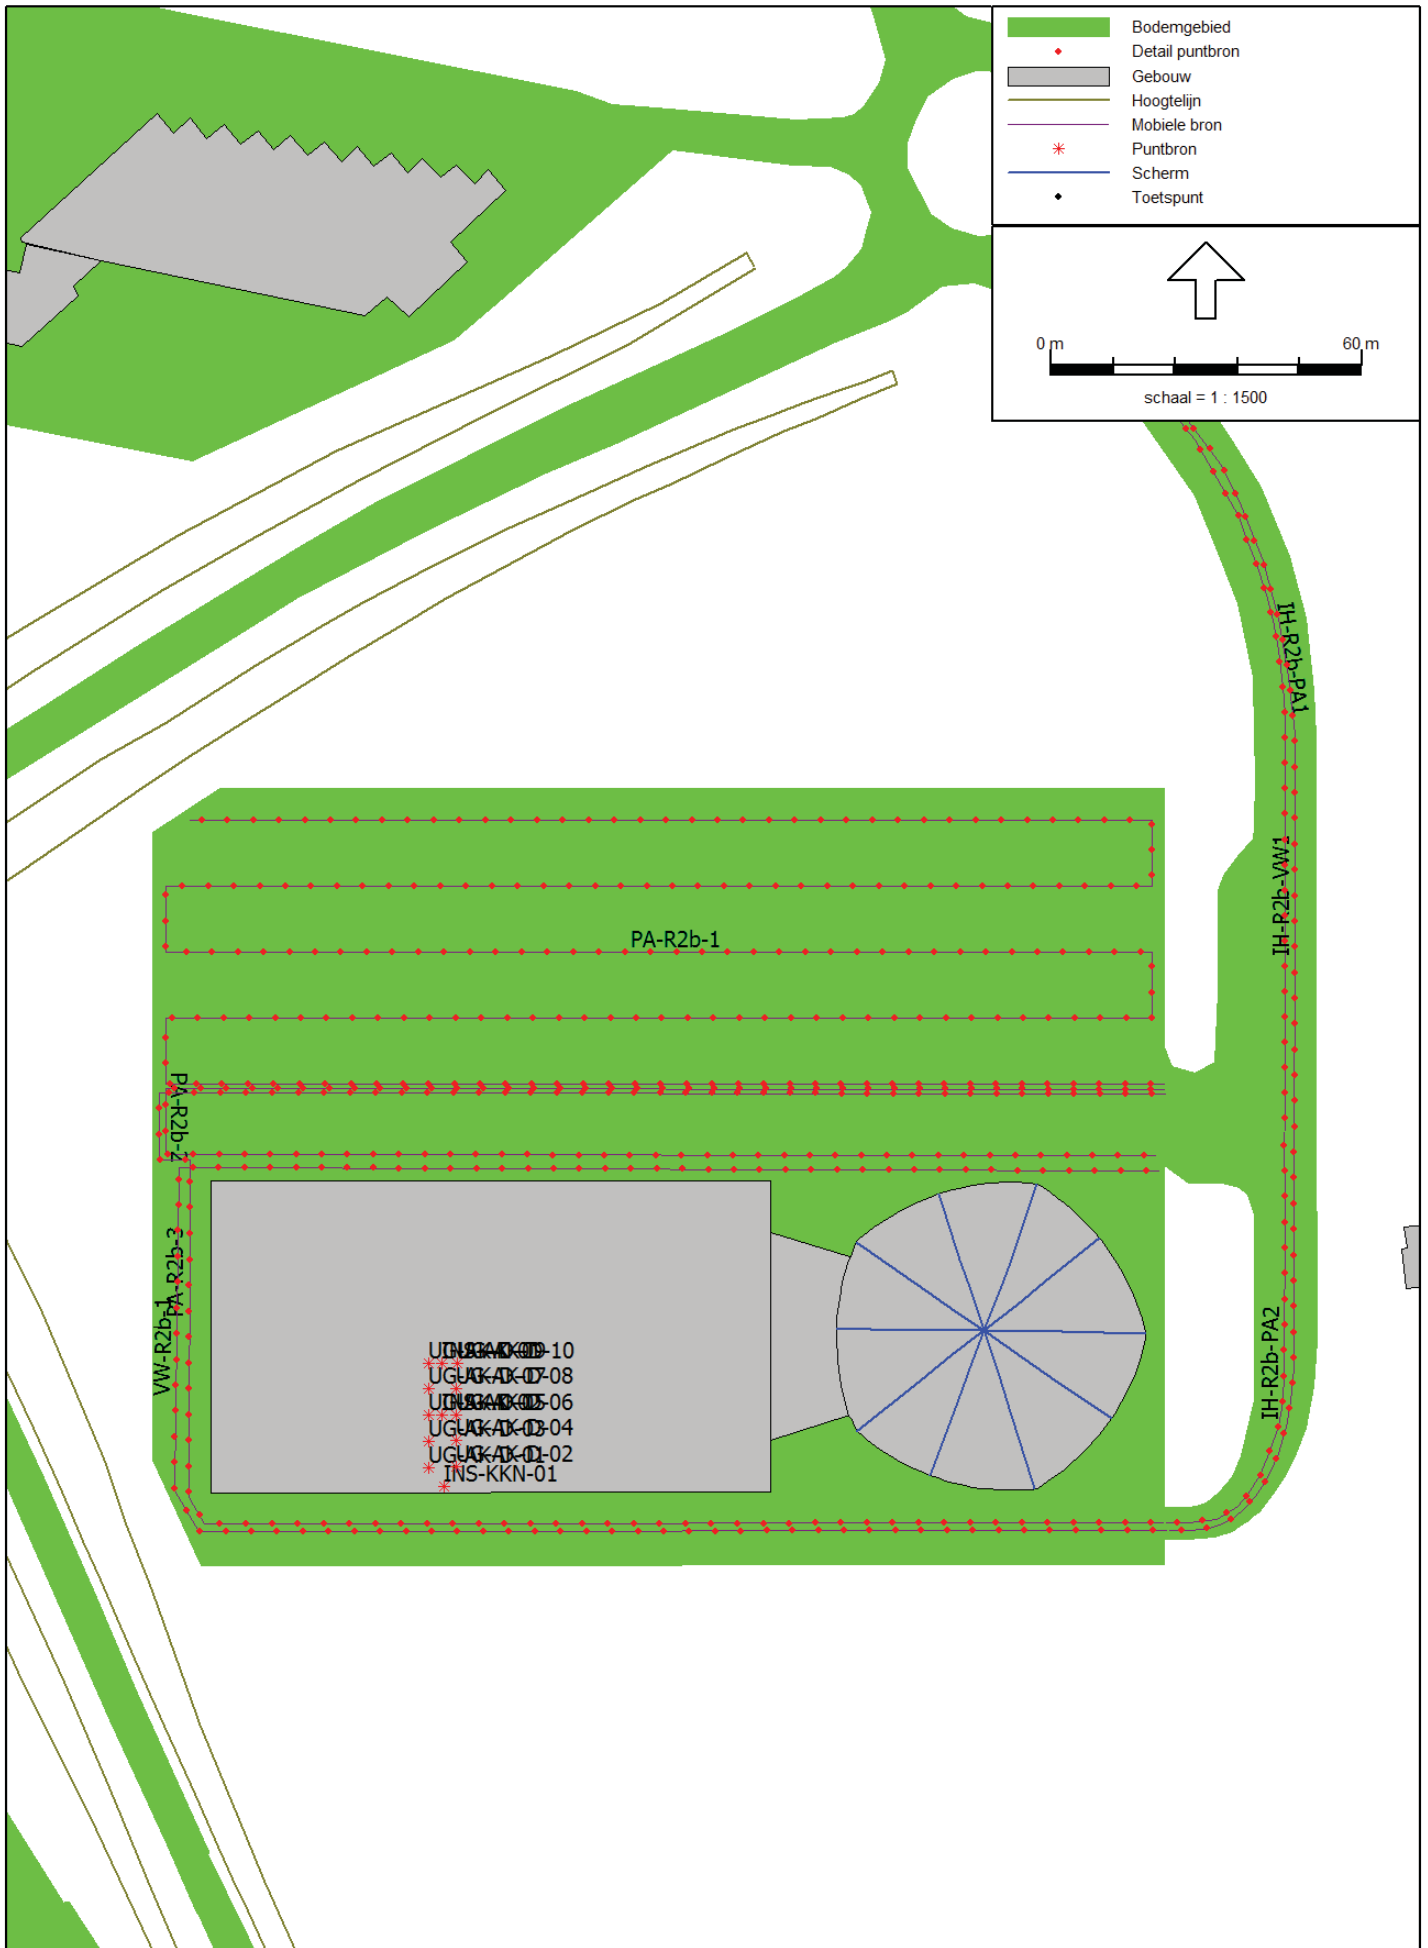 Bodemgebied
Detail puntbron
Gebouw
Hoogtelijn
Mobiele bron
Puntbron
Scherm
Toetspunt
0 m
60 m
schaal = 1 : 1500
IH-R2b-PA1
IH-R2b-VW1
PA-R2b-1
PA-R2b-2
PA-R2b-3
VW-R2b-1
IH-R2b-PA2
INS-KKN-01